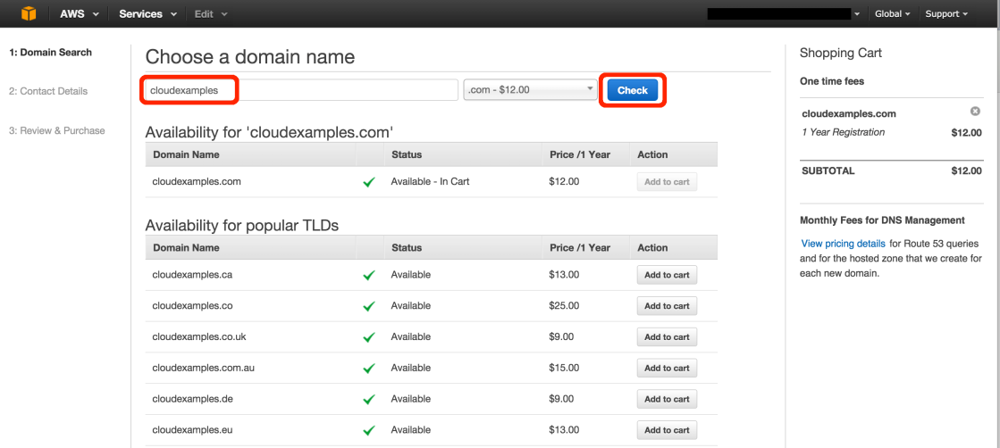 AWS Services Edit Global Support
1: Domain Search
2: Contact Details
3: Review & Purchase
Choose a domain name
cloudexamples .com - $12.00 Check
Availability for 'cloudexamples.com'
Domain Name Status Price /1 Year Action
cloudexamples.com Available - In Cart $12.00 Add to cart
Availability for popular TLDs
Domain Name Status Price /1 Year Action
cloudexamples.ca Available $13.00 Add to cart
cloudexamples.co Available $25.00 Add to cart
cloudexamples.co.uk Available $9.00 Add to cart
cloudexamples.com.au Available $15.00 Add to cart
cloudexamples.de Available $9.00 Add to cart
cloudexamples.eu Available $13.00 Add to cart
Shopping Cart
One time fees
cloudexamples.com
1 Year Registration $12.00
SUBTOTAL $12.00
Monthly Fees for DNS Management
View pricing details for Route 53 queries
and for the hosted zone that we create for
each new domain.